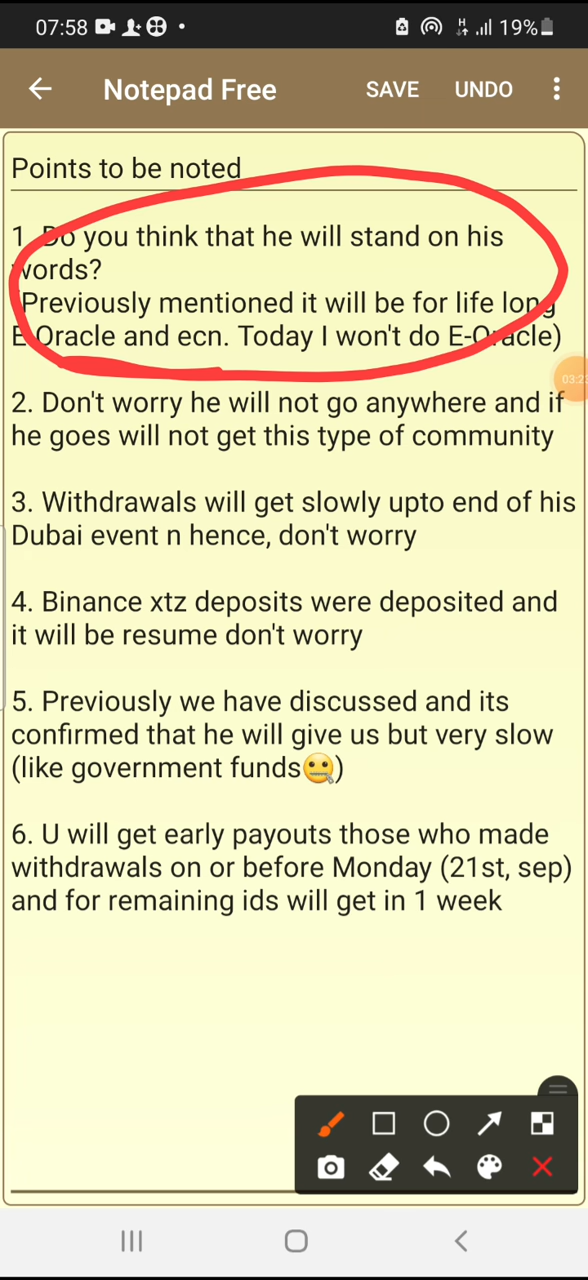 07:58 19%
Notepad Free SAVE UNDO
Points to be noted
1. Do you think that he will stand on his
words?
Previously mentioned it will be for life long
E-Oracle and ecn. Today I won't do E-Oracle)
2. Don't worry he will not go anywhere and if
he goes will not get this type of community
3. Withdrawals will get slowly upto end of his
Dubai event n hence, don't worry
4. Binance xtz deposits were deposited and
it will be resume don't worry
5. Previously we have discussed and its
confirmed that he will give us but very slow
(like government funds🤐)
6. U will get early payouts those who made
withdrawals on or before Monday (21st, sep)
and for remaining ids will get in 1 week